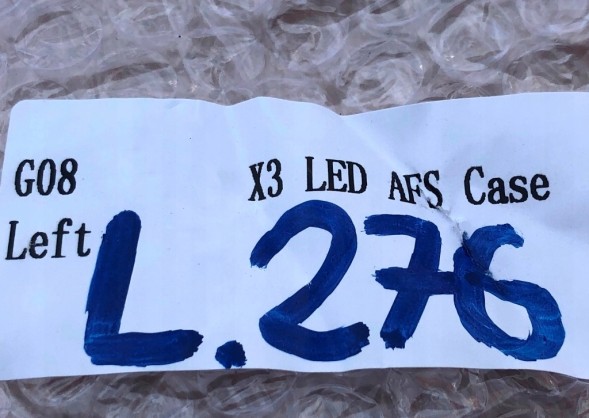 G08 X3 LED AFS Case
Left
L.276